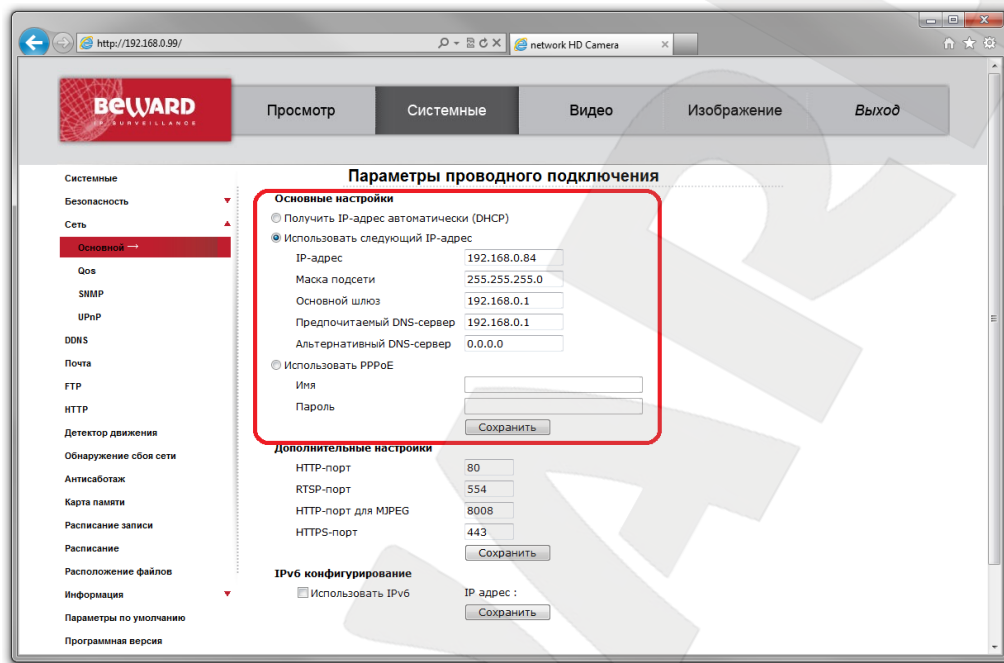 http://192.168.0.99/
network HD Camera
BEWARD
IP SURVEILLANCE
Просмотр
Системные
Видео
Изображение
Выход
Системные
Безопасность
Сеть
Основной →
Qos
SNMP
UPnP
DDNS
Почта
FTP
HTTP
Детектор движения
Обнаружение сбоя сети
Антисаботаж
Карта памяти
Расписание записи
Расписание
Расположение файлов
Информация
Параметры по умолчанию
Программная версия
Параметры проводного подключения
Основные настройки
Получить IP-адрес автоматически (DHCP)
Использовать следующий IP-адрес
IP-адрес 192.168.0.84
Маска подсети 255.255.255.0
Основной шлюз 192.168.0.1
Предпочитаемый DNS-сервер 192.168.0.1
Альтернативный DNS-сервер 0.0.0.0
Использовать PPPoE
Имя
Пароль
Сохранить
Дополнительные настройки
HTTP-порт 80
RTSP-порт 554
HTTP-порт для MJPEG 8008
HTTPS-порт 443
Сохранить
IPv6 конфигурирование
Использовать IPv6 IP адрес :
Сохранить